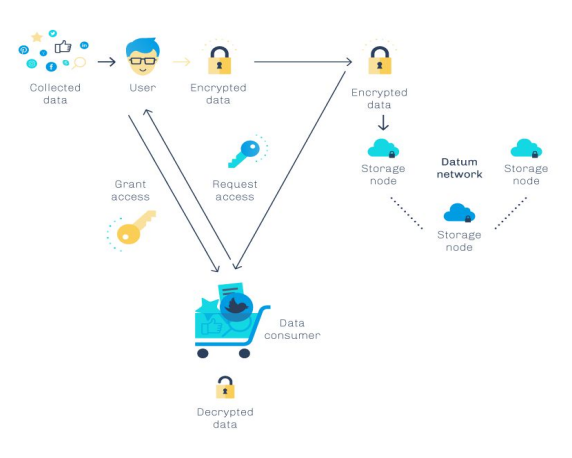 Collected
data
User
Encrypted
data
Encrypted
data
Storage
node
Datum
network
Storage
node
Storage
node
Grant
access
Request
access
Data
consumer
Decrypted
data